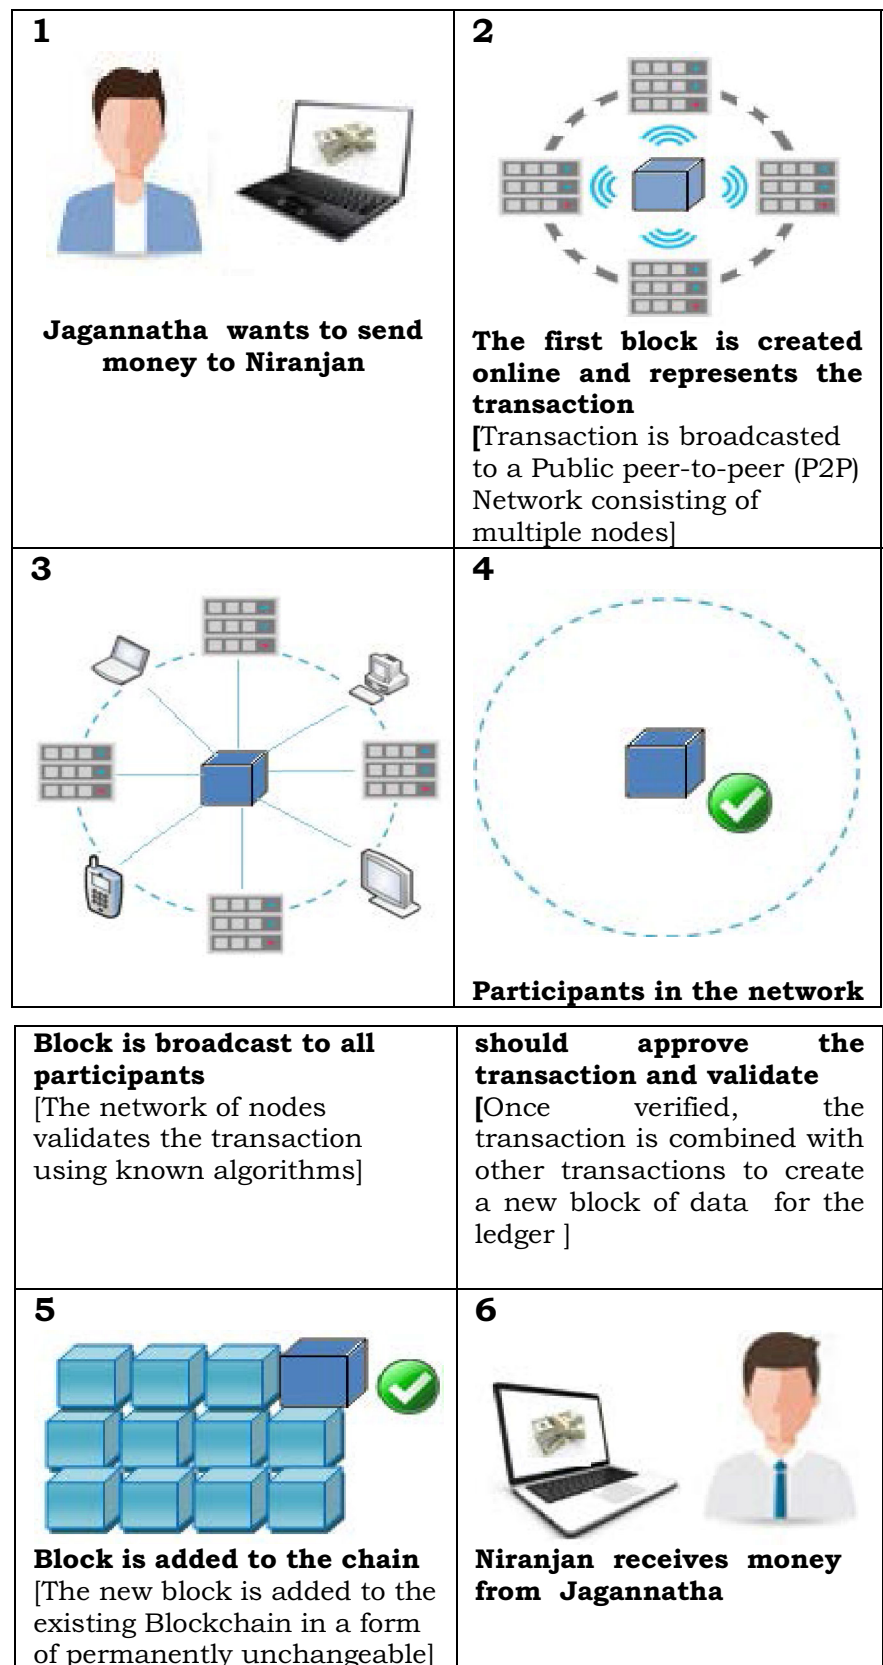 1
Jagannatha wants to send
money to Niranjan
2
The first block is created
online and represents the
transaction
[Transaction is broadcasted
to a Public peer-to-peer (P2P)
Network consisting of
multiple nodes]
3
4
Participants in the network
Block is broadcast to all
participants
[The network of nodes
validates the transaction
using known algorithms]
should approve the
transaction and validate
[Once verified, the
transaction is combined with
other transactions to create
a new block of data for the
ledger ]
5
Block is added to the chain
[The new block is added to the
existing Blockchain in a form
of permanently unchangeable]
6
Niranjan receives money
from Jagannatha